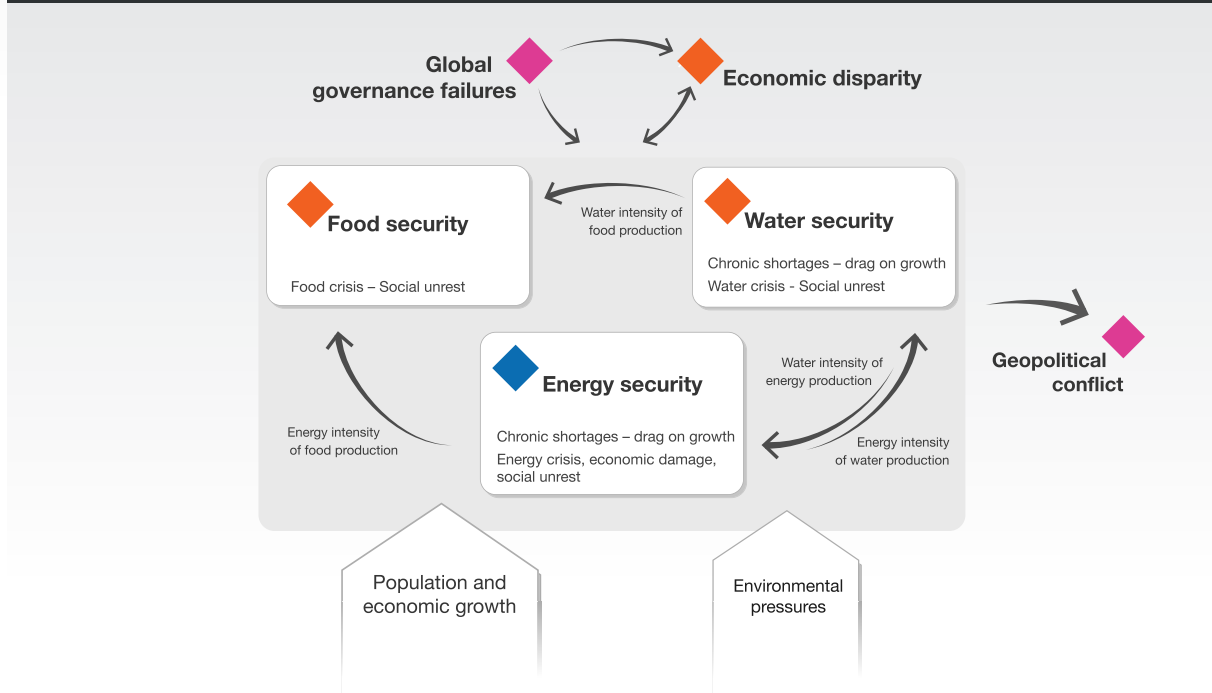 Global
governance failures
Economic disparity
Food security
Food crisis – Social unrest
Water intensity of
food production
Water security
Chronic shortages – drag on growth
Water crisis - Social unrest
Geopolitical
conflict
Energy security
Chronic shortages – drag on growth
Energy crisis, economic damage,
social unrest
Water intensity of
energy production
Energy intensity
of food production
Energy intensity
of water production
Population and
economic growth
Environmental
pressures